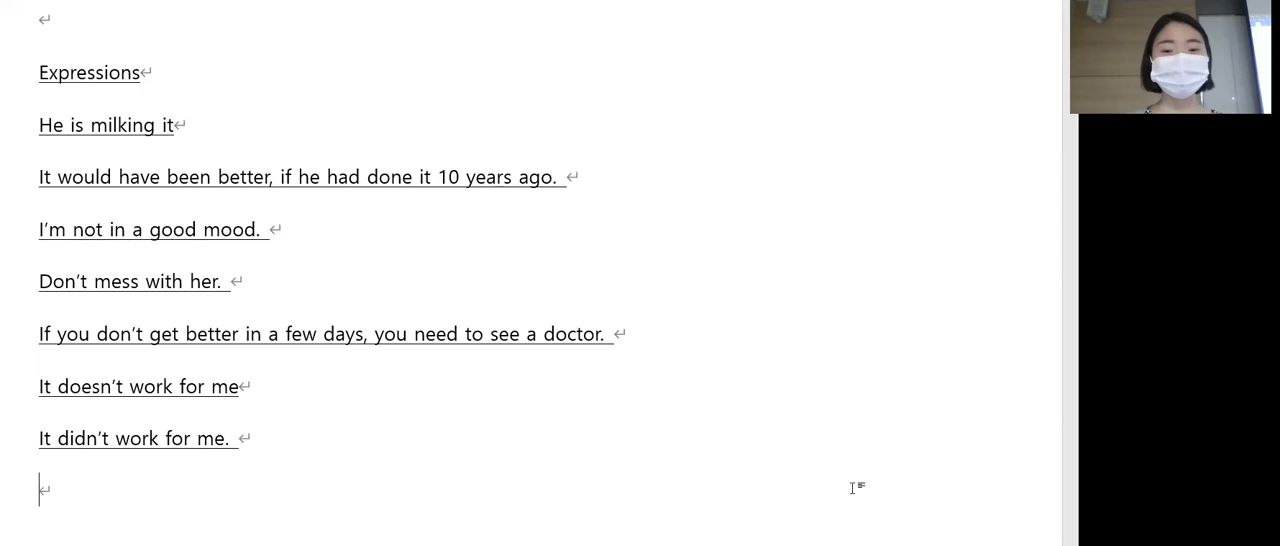 Expressions
He is milking it
It would have been better, if he had done it 10 years ago.
I'm not in a good mood.
Don't mess with her.
If you don't get better in a few days, you need to see a doctor.
It doesn't work for me
It didn't work for me.